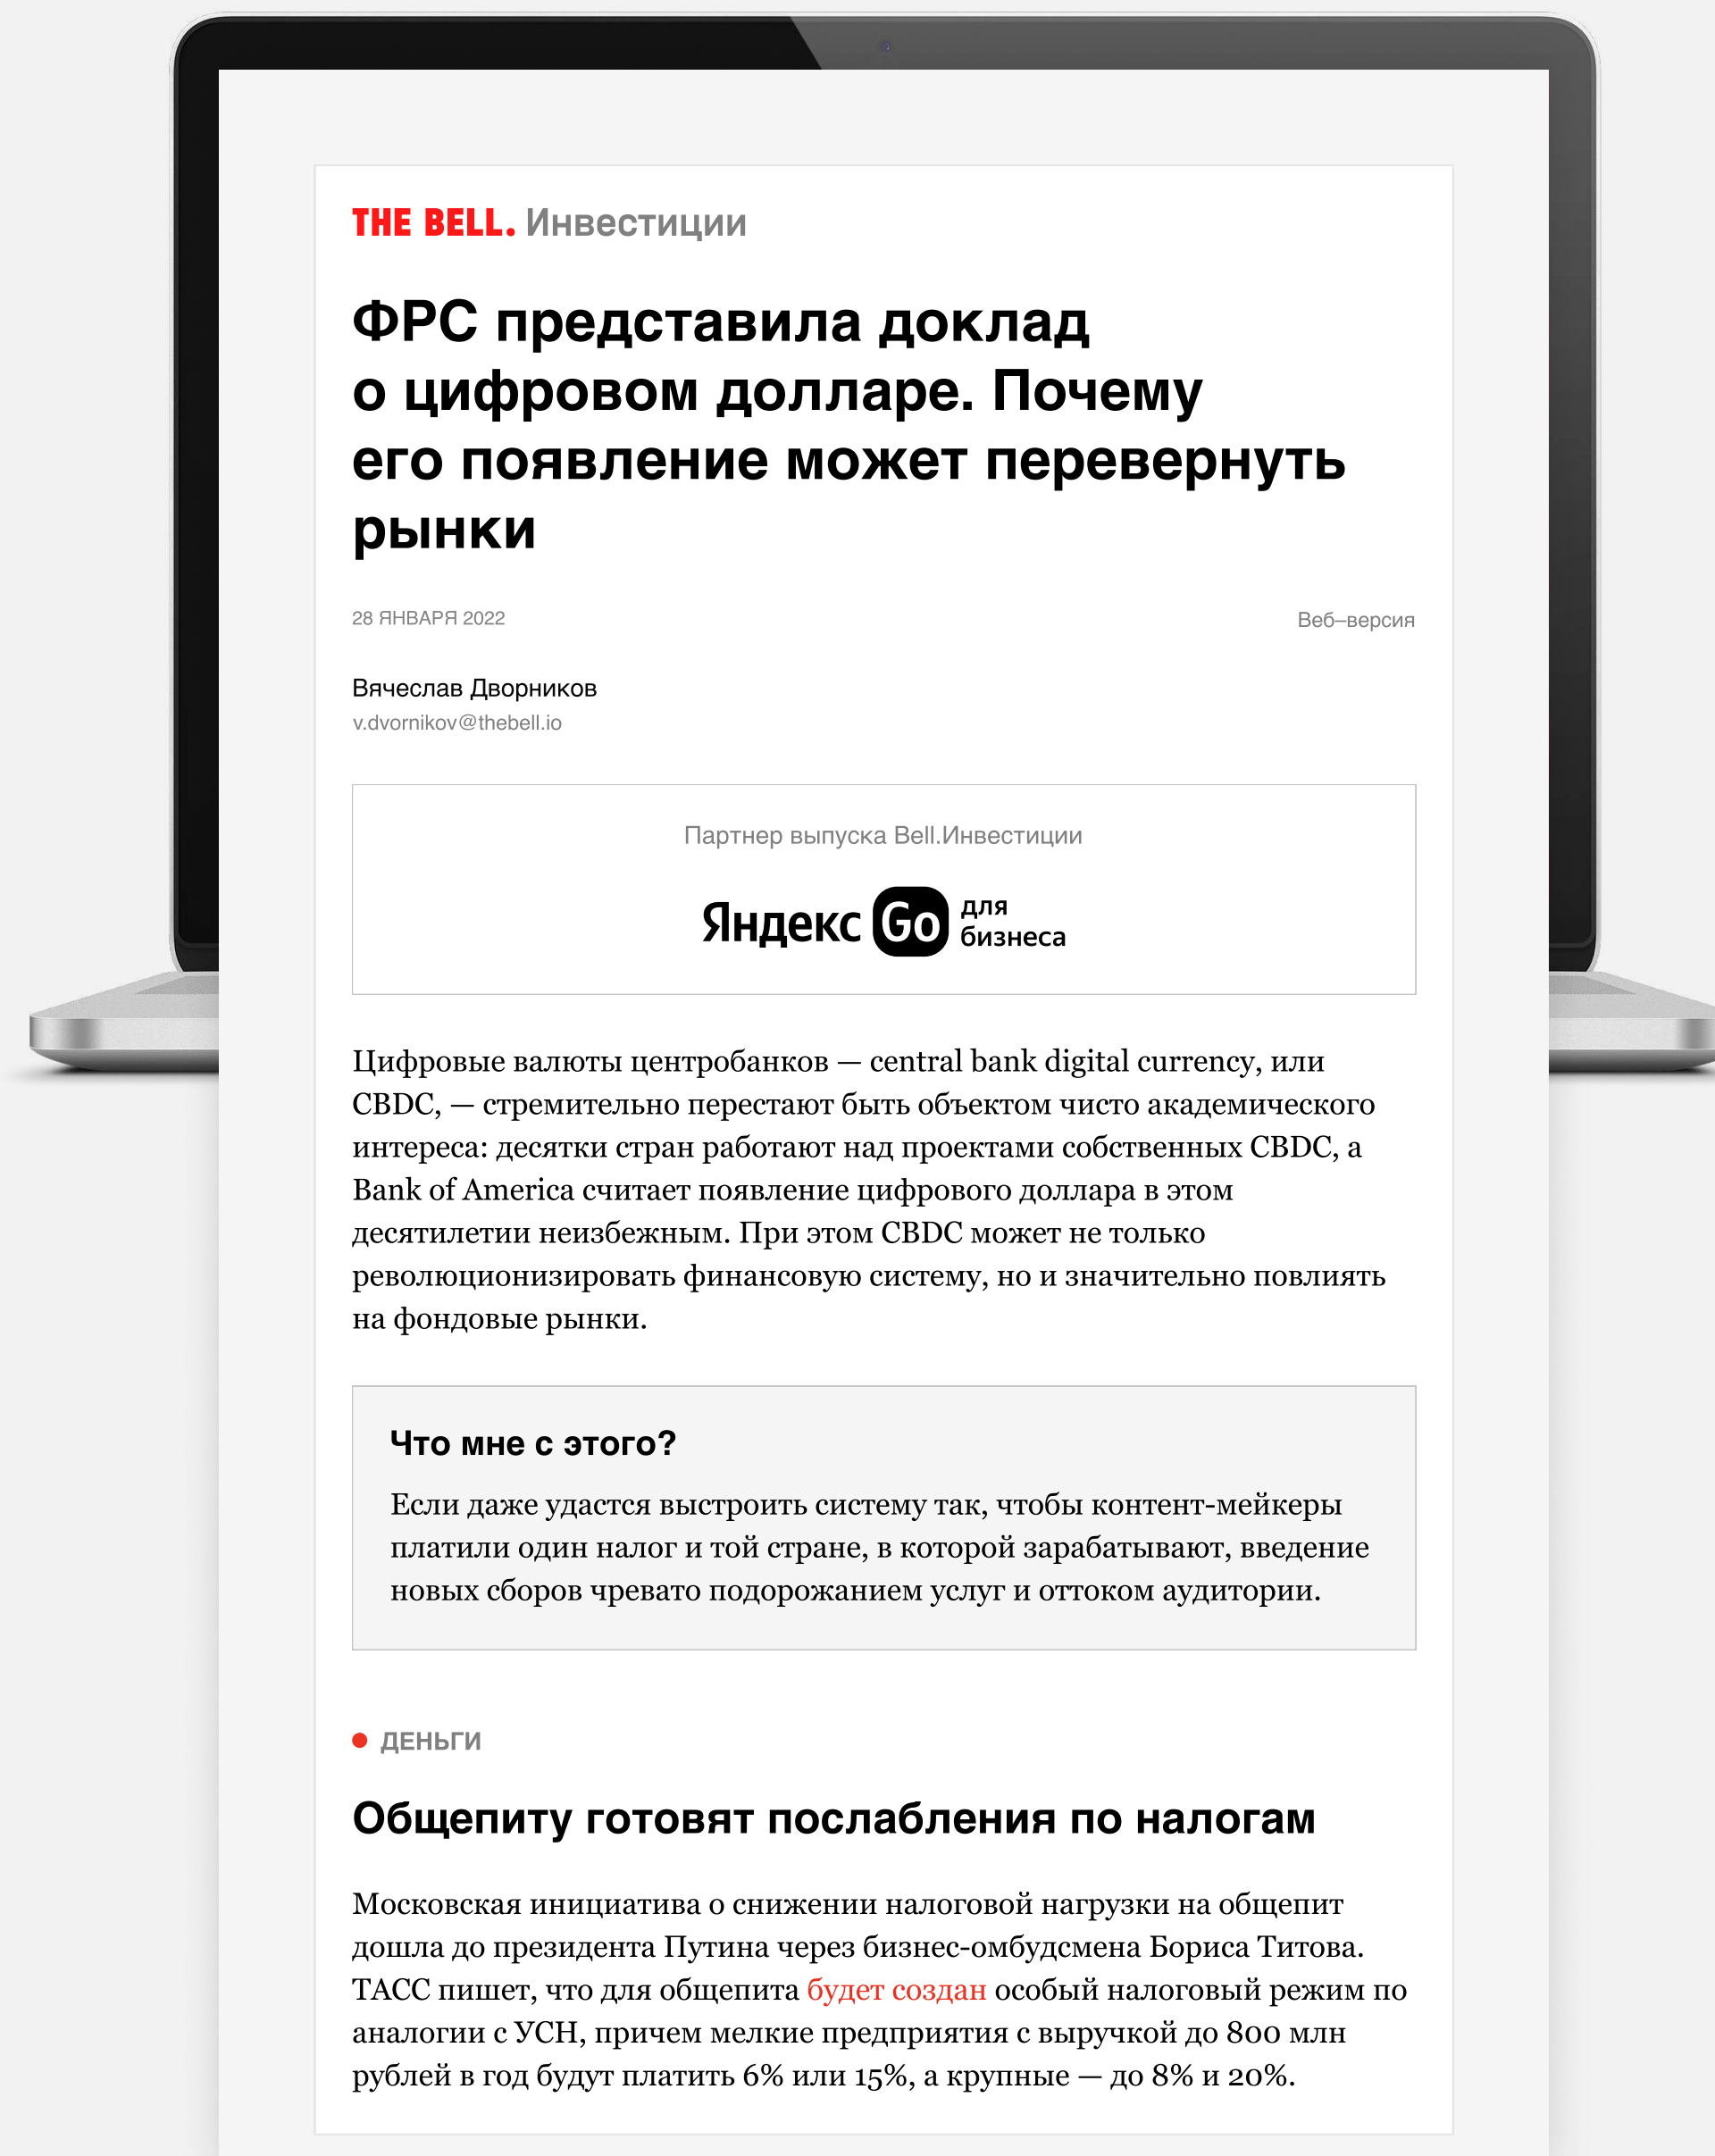 THE BELL. Инвестиции
ФРС представила доклад
о цифровом долларе. Почему
его появление может перевернуть
рынки
28 ЯНВАРЯ 2022
Веб–версия
Вячеслав Дворников
v.dvornikov@thebell.io
Партнер выпуска Bell.Инвестиции
Яндекс Go для
бизнеса
Цифровые валюты центробанков — central bank digital currency, или
CBDC, — стремительно перестают быть объектом чисто академического
интереса: десятки стран работают над проектами собственных CBDC, а
Bank of America считает появление цифрового доллара в этом
десятилетии неизбежным. При этом CBDC может не только
революционизировать финансовую систему, но и значительно повлиять
на фондовые рынки.
Что мне с этого?
Если даже удастся выстроить систему так, чтобы контент-мейкеры
платили один налог и той стране, в которой зарабатывают, введение
новых сборов чревато подорожанием услуг и оттоком аудитории.
ДЕНЬГИ
Общепиту готовят послабления по налогам
Московская инициатива о снижении налоговой нагрузки на общепит
дошла до президента Путина через бизнес-омбудсмена Бориса Титова.
ТАСС пишет, что для общепита будет создан особый налоговый режим по
аналогии с УСН, причем мелкие предприятия с выручкой до 800 млн
рублей в год будут платить 6% или 15%, а крупные — до 8% и 20%.